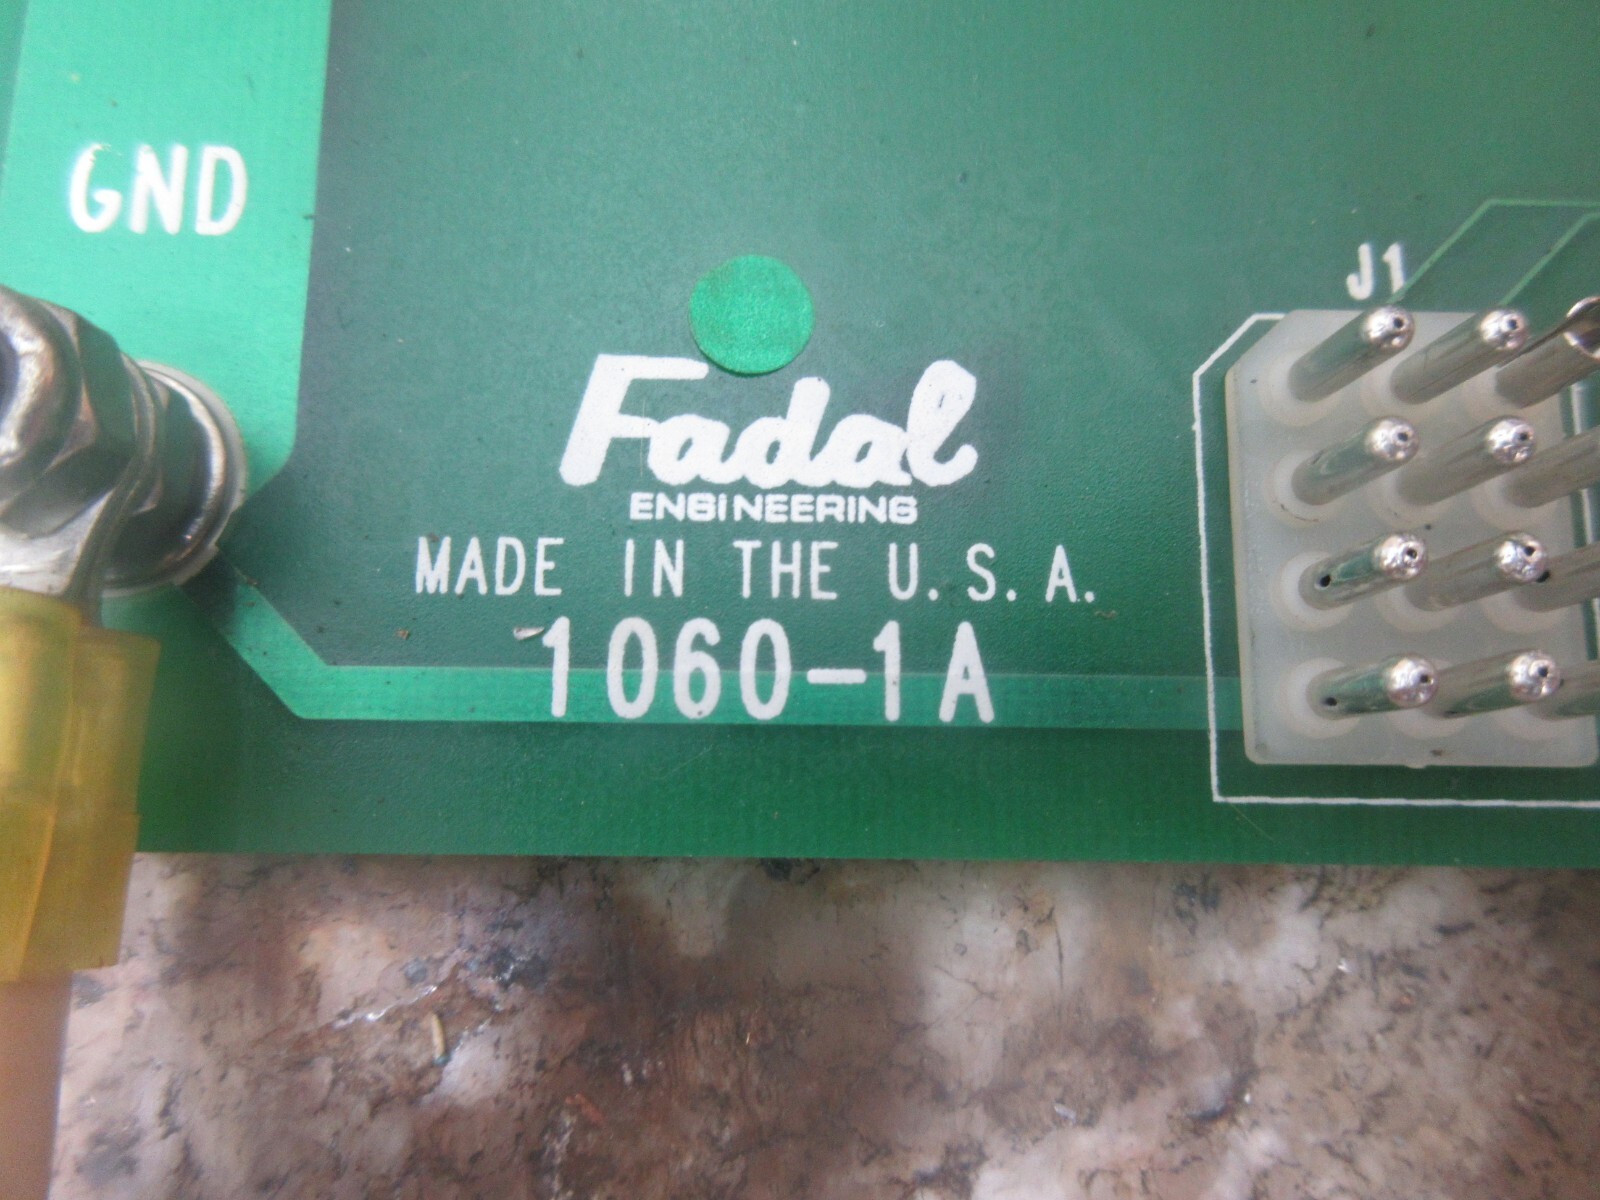 GND
J1
Fadal
ENGINEERING
MADE IN THE U.S.A.
1060-1A